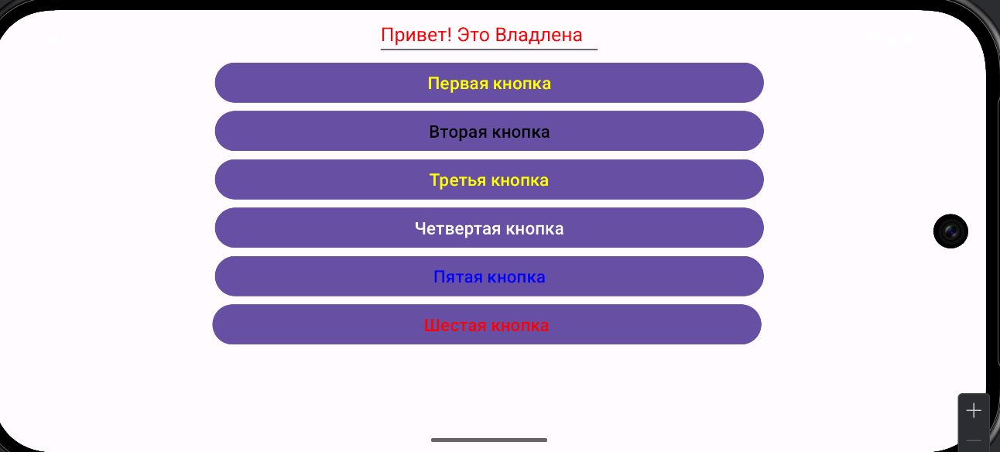 Привет! Это Владлена
Первая кнопка
Вторая кнопка
Третья кнопка
Четвертая кнопка
Пятая кнопка
Шестая кнопка